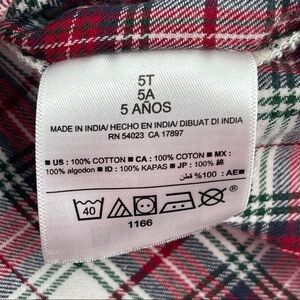 5T
5A
5 AÑOS
MADE IN INDIA/ HECHO EN INDIA/ DIBUAT DI INDIA
RN 54023 CA 17897
■ US : 100% COTTON ■ CA : 100% COTON ■ MX :
100% algodon ■ ID : 100% KAPAS ■ JP : 100% 綿
■ AE : 100% قطن
40
1166